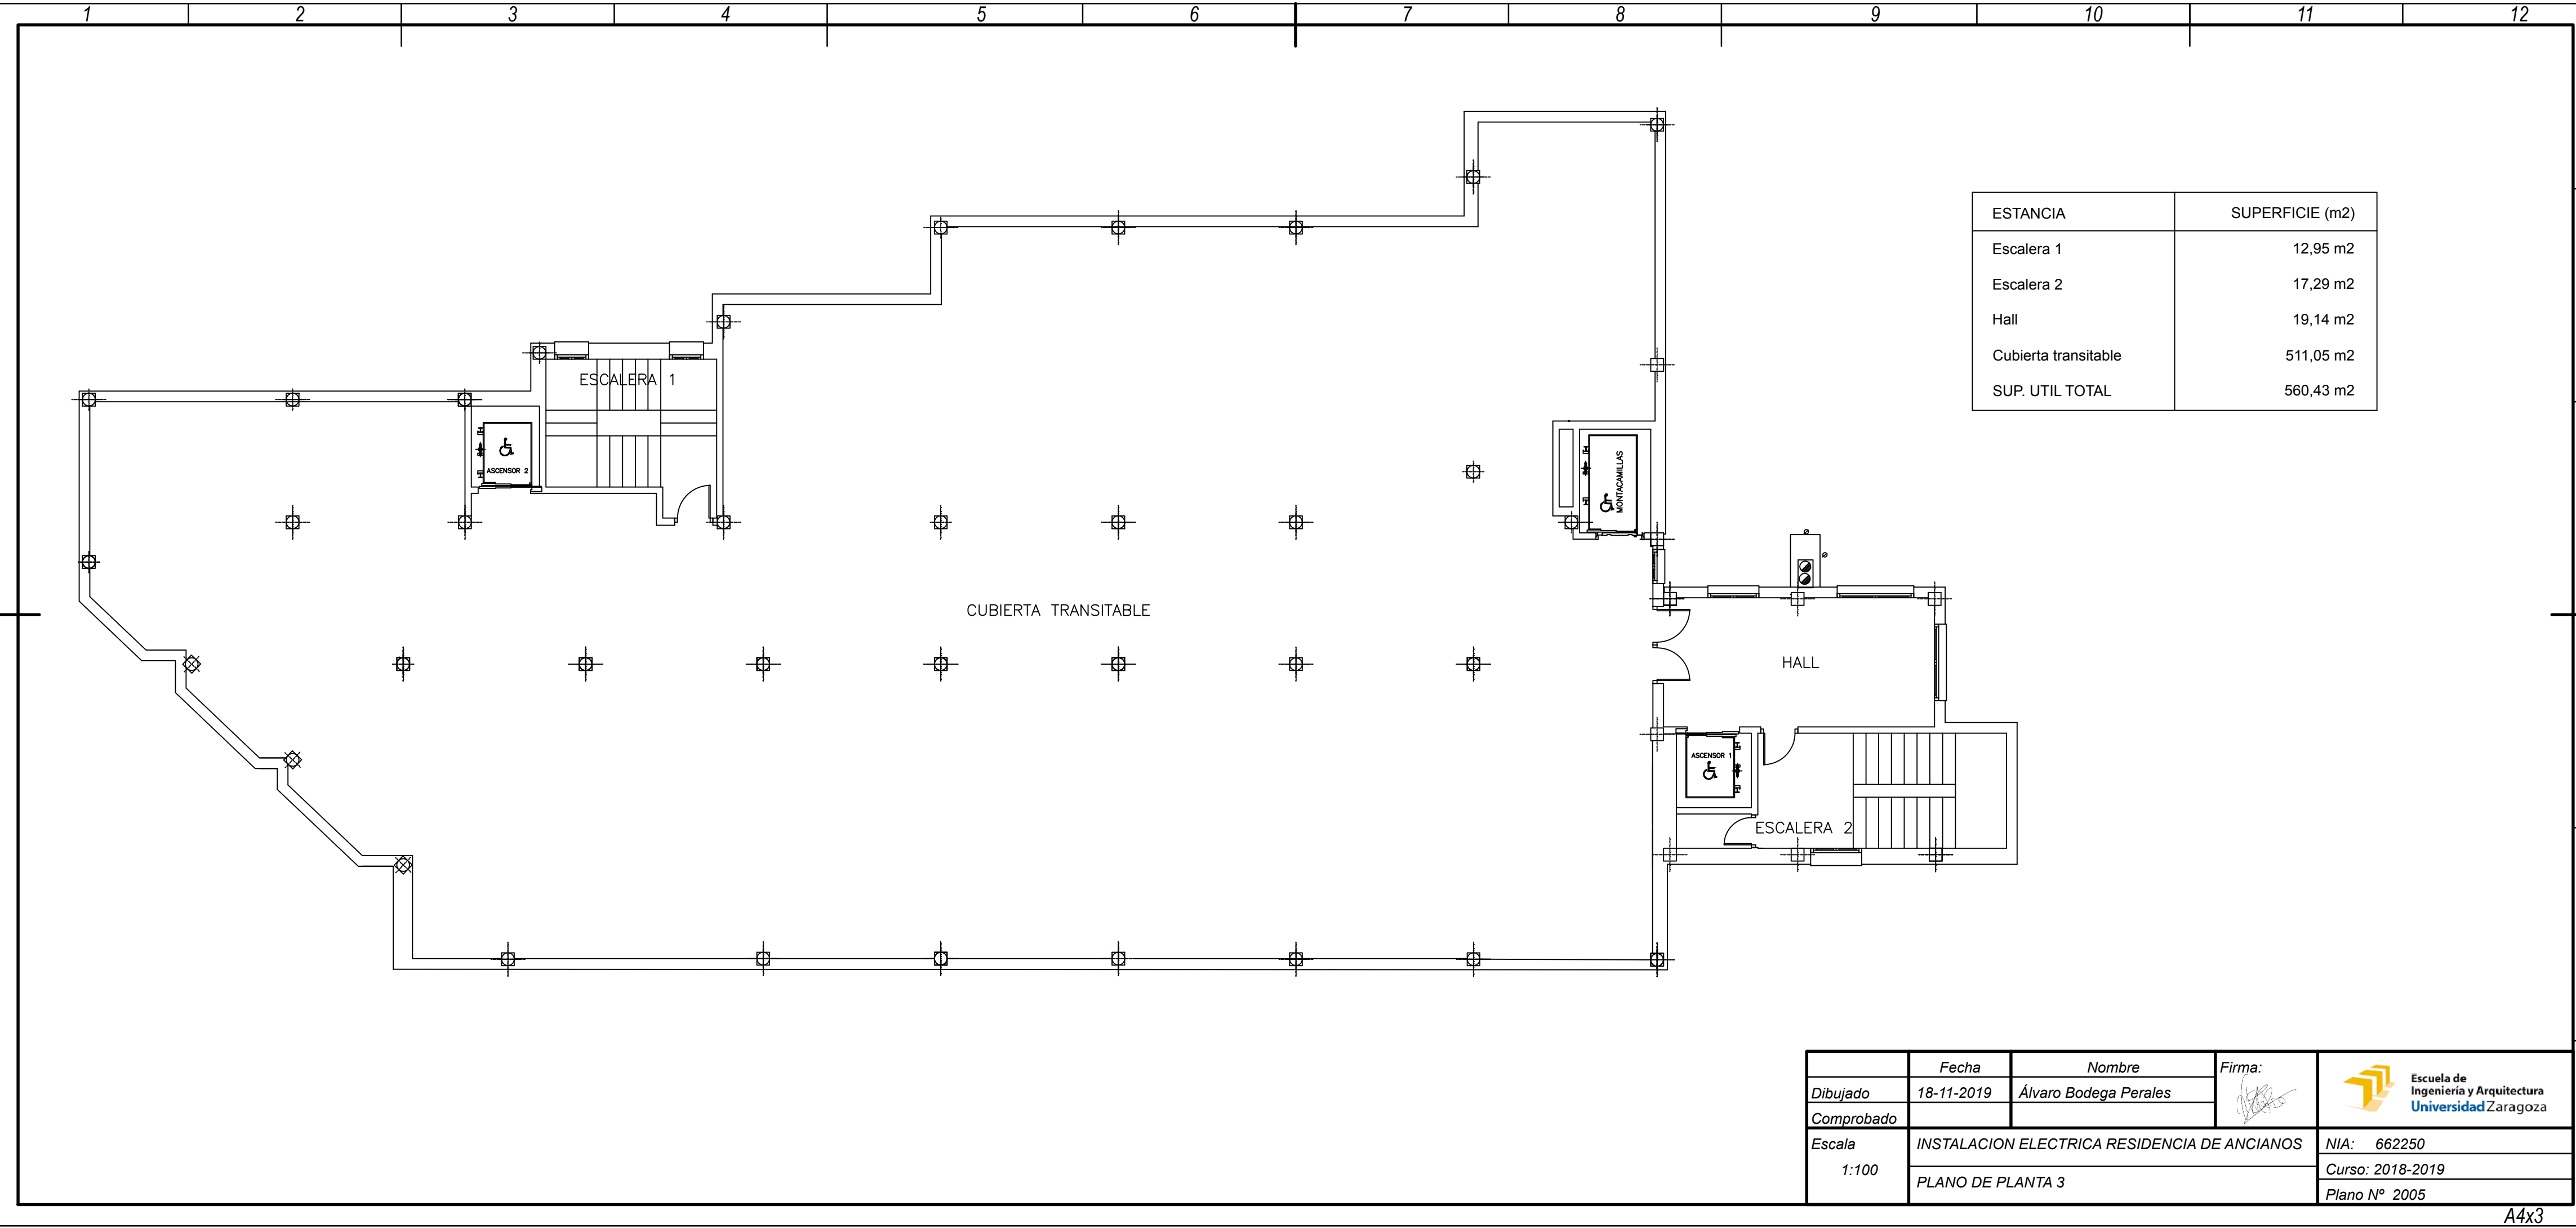 1 2 3 4 5 6 7 8 9 10 11 12
ESTANCIA SUPERFICIE (m2)
Escalera 1 12,95 m2
Escalera 2 17,29 m2
Hall 19,14 m2
Cubierta transitable 511,05 m2
SUP. UTIL TOTAL 560,43 m2
ESCALERA 1
ASCENSOR 2
MONTACAMILLAS
CUBIERTA TRANSITABLE
HALL
ASCENSOR 1
ESCALERA 2
Fecha Nombre Firma:
Dibujado 18-11-2019 Álvaro Bodega Perales
Comprobado
Escuela de
Ingeniería y Arquitectura
Universidad Zaragoza
Escala INSTALACION ELECTRICA RESIDENCIA DE ANCIANOS NIA: 662250
1:100 PLANO DE PLANTA 3 Curso: 2018-2019
Plano Nº 2005
A4x3